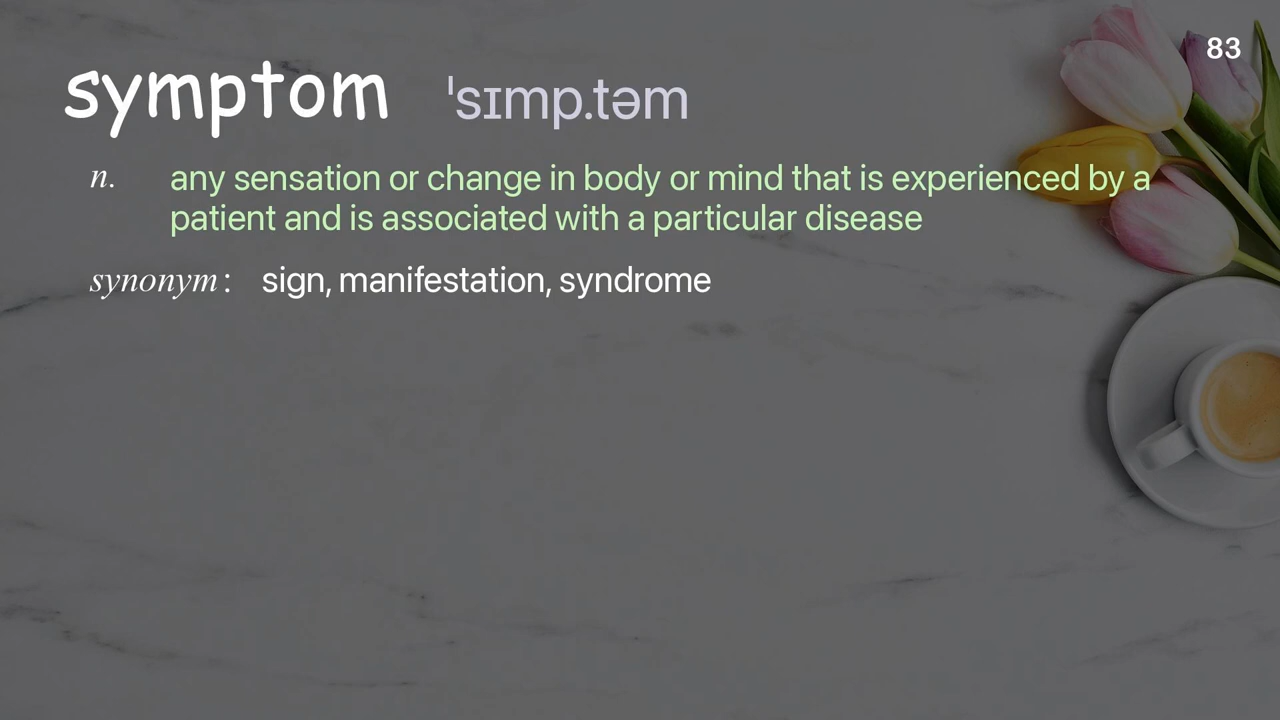 83
symptom ˈsɪmp.təm
n. any sensation or change in body or mind that is experienced by a
patient and is associated with a particular disease
synonym: sign, manifestation, syndrome